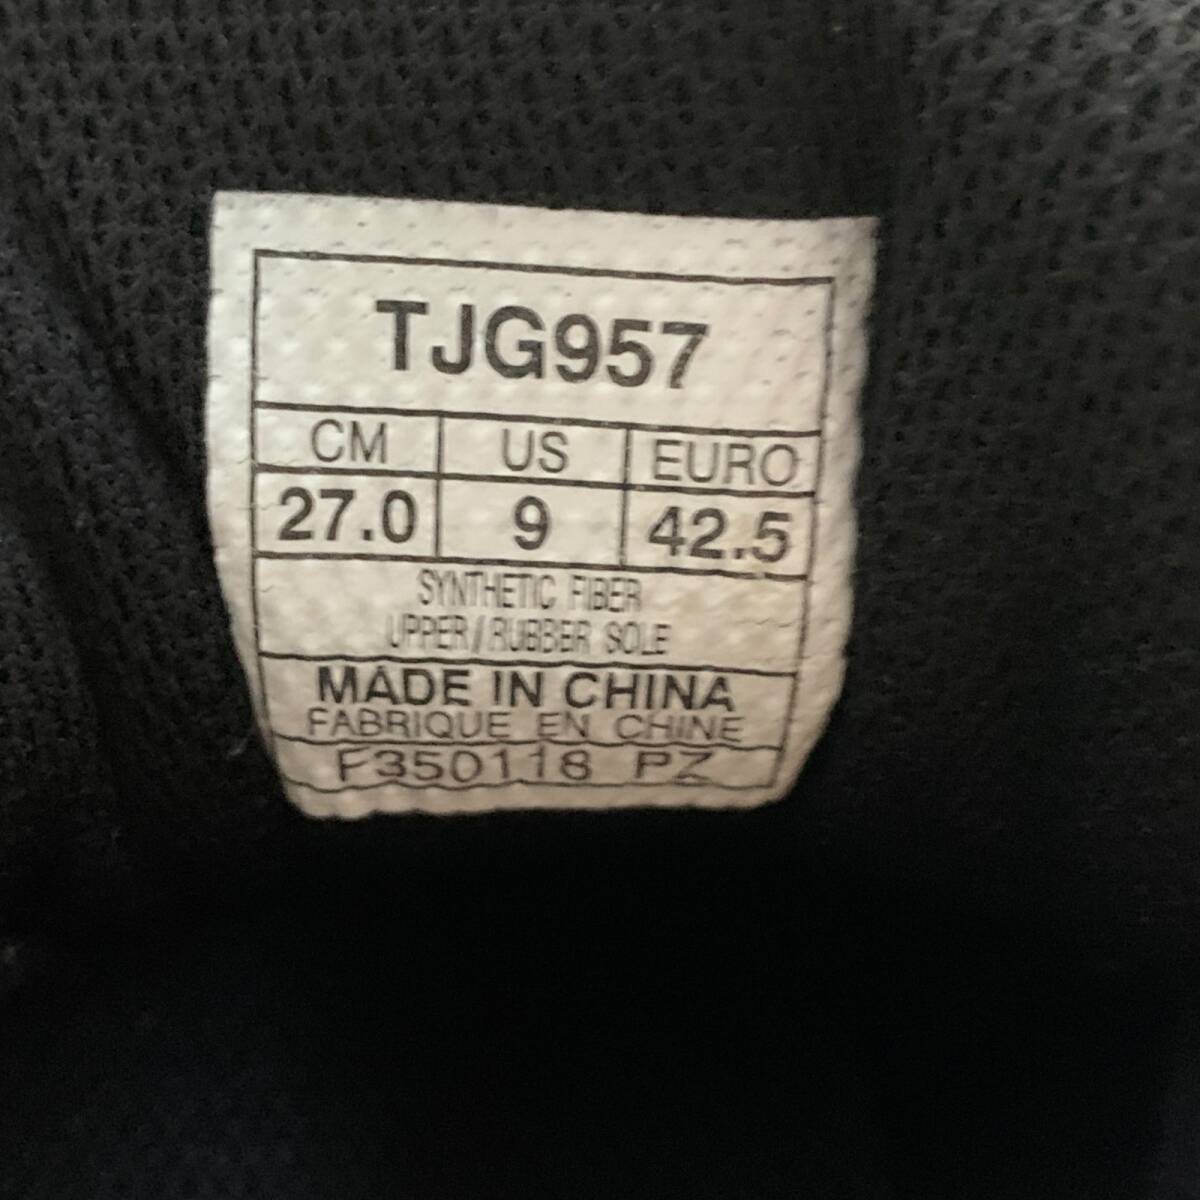 TJG957
CM US EURO
27.0 9 42.5
SYNTHETIC FIBER
UPPER/RUBBER SOLE
MADE IN CHINA
FABRIQUE EN CHINE
F350118 PZ